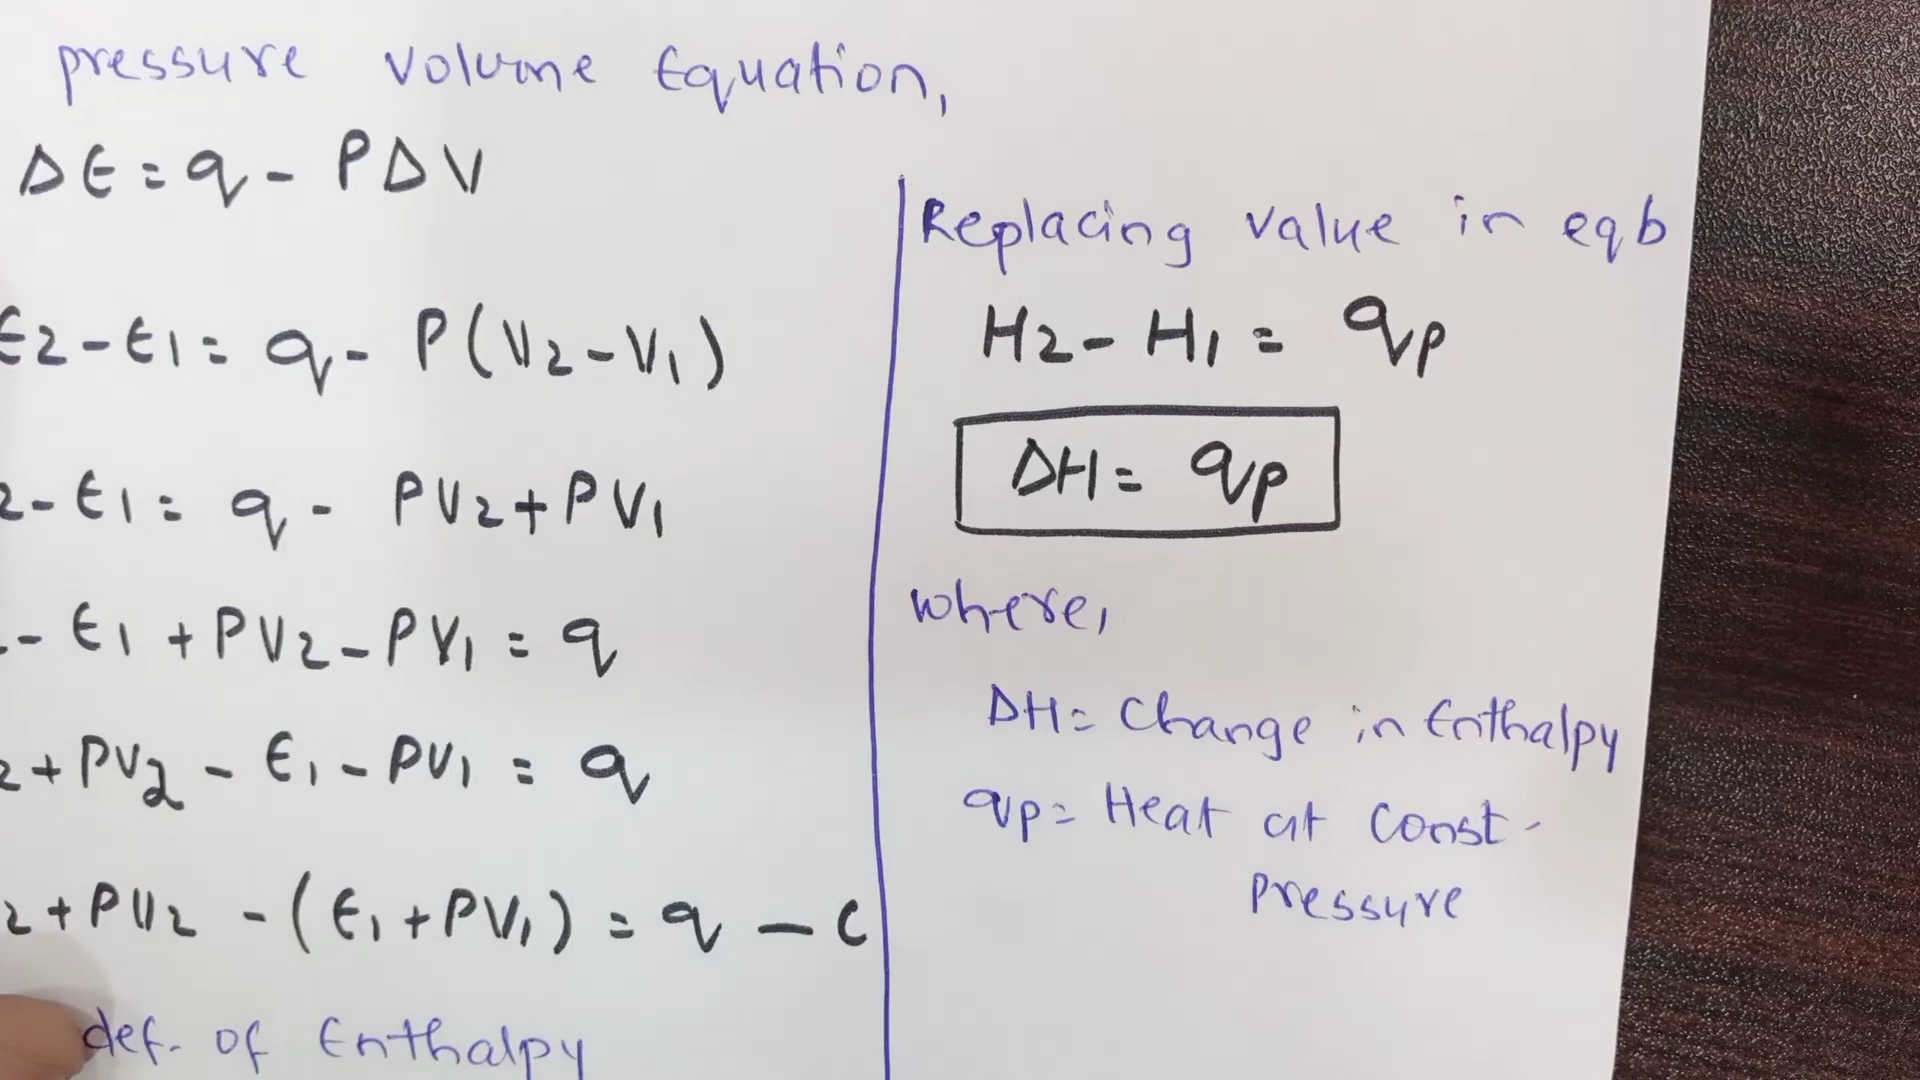 pressure volume Equation,
ΔE = q - PΔV
E2 - E1 = q - P(V2 - V1)
2 - E1 = q - PV2 + PV1
- E1 + PV2 - PV1 = q
2 + PV2 - E1 - PV1 = q
2 + PV2 - (E1 + PV1) = q — C
def. of Enthalpy
Replacing value in eq b
H2 - H1 = qp
ΔH = qp
where,
ΔH = Change in Enthalpy
qp = Heat at const -
pressure